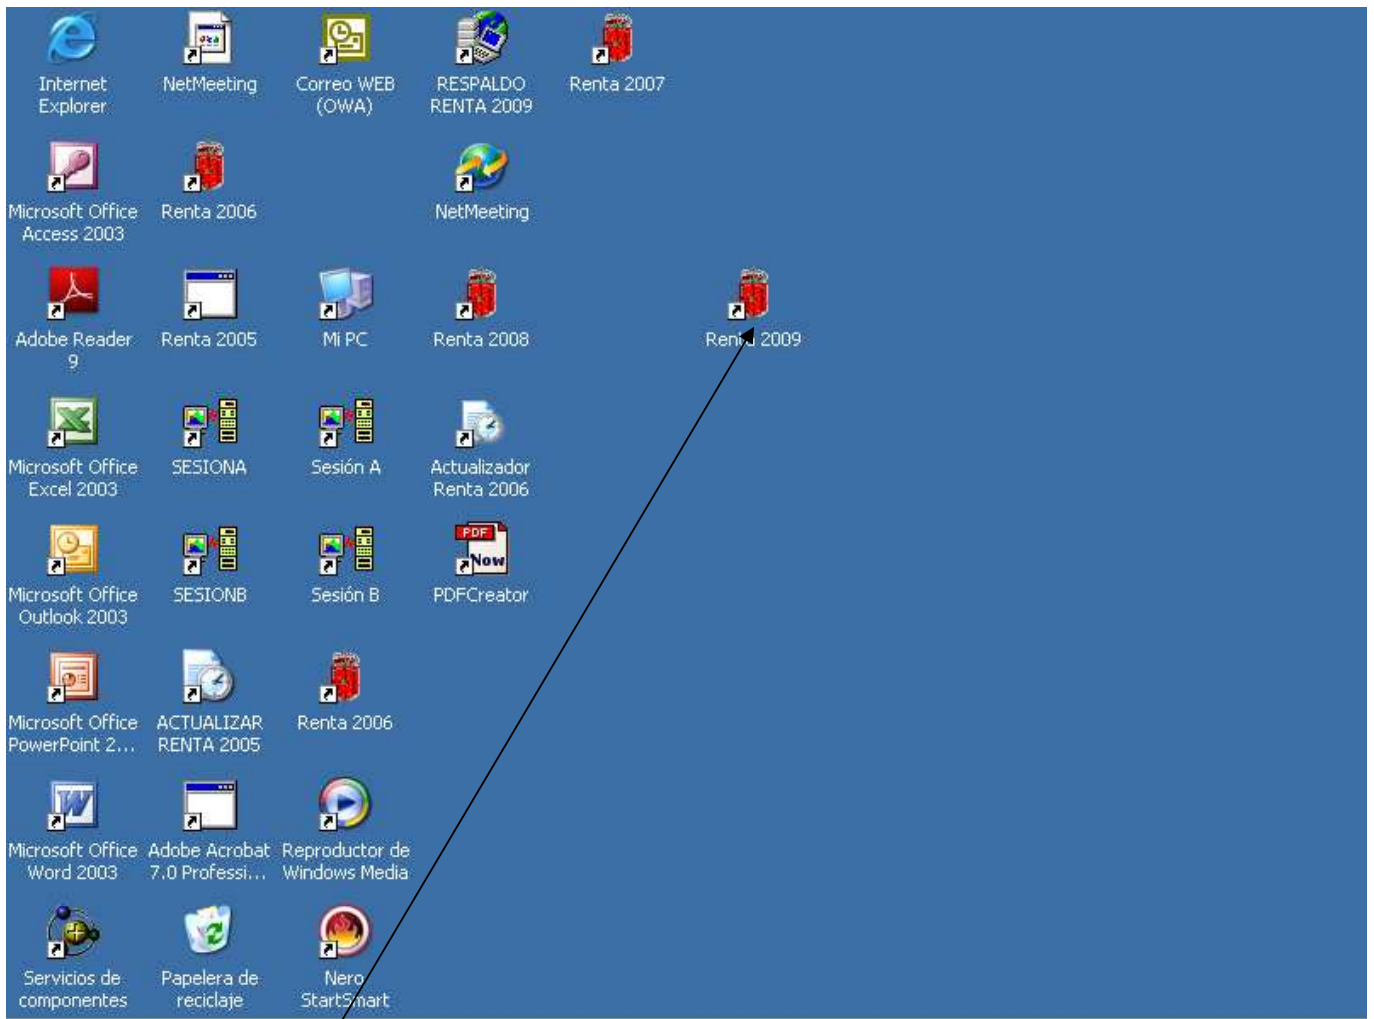 Internet
Explorer
NetMeeting
Correo WEB
(OWA)
RESPALDO
RENTA 2009
Renta 2007
Microsoft Office
Access 2003
Renta 2006
NetMeeting
Adobe Reader
9
Renta 2005
Mi PC
Renta 2008
Renta 2009
Microsoft Office
Excel 2003
SESIONA
Sesión A
Actualizador
Renta 2006
Microsoft Office
Outlook 2003
SESIONB
Sesión B
PDF
Now
PDFCreator
Microsoft Office
PowerPoint 2...
ACTUALIZAR
RENTA 2005
Renta 2006
Microsoft Office
Word 2003
Adobe Acrobat
7.0 Professi...
Reproductor de
Windows Media
Servicios de
componentes
Papelera de
reciclaje
Nero
StartSmart